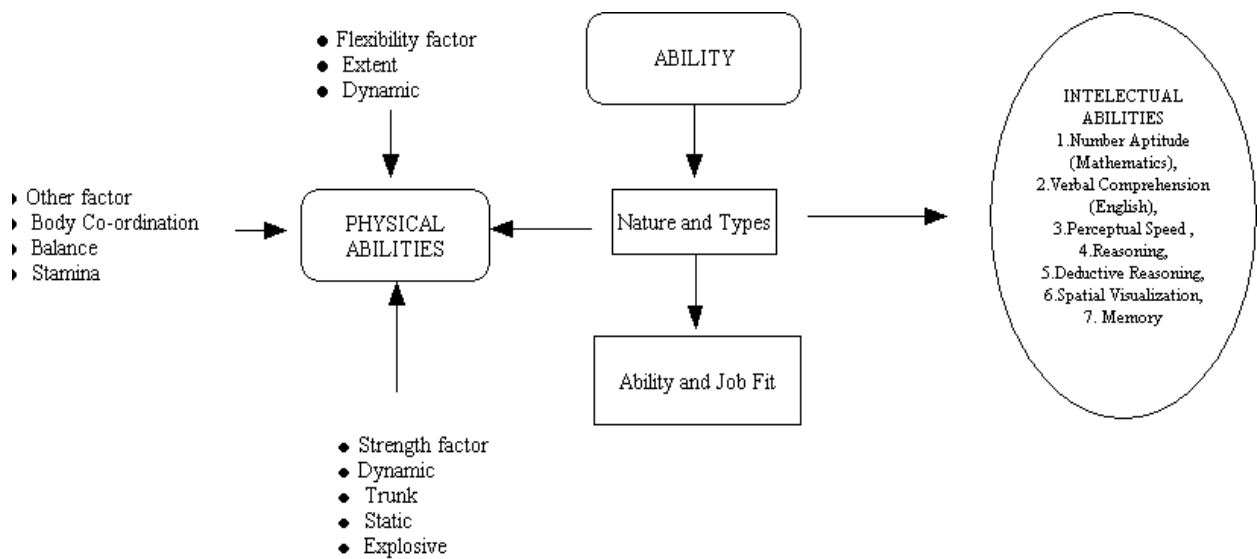 ● Flexibility factor
● Extent
● Dynamic
ABILITY
INTELECTUAL
ABILITIES
1.Number Aptitude
(Mathematics),
2.Verbal Comprehension
(English),
3.Perceptual Speed ,
4.Reasoning,
5.Deductive Reasoning,
6.Spatial Visualization,
7. Memory
● Other factor
● Body Co-ordination
● Balance
● Stamina
PHYSICAL
ABILITIES
Nature and Types
Ability and Job Fit
● Strength factor
● Dynamic
● Trunk
● Static
● Explosive